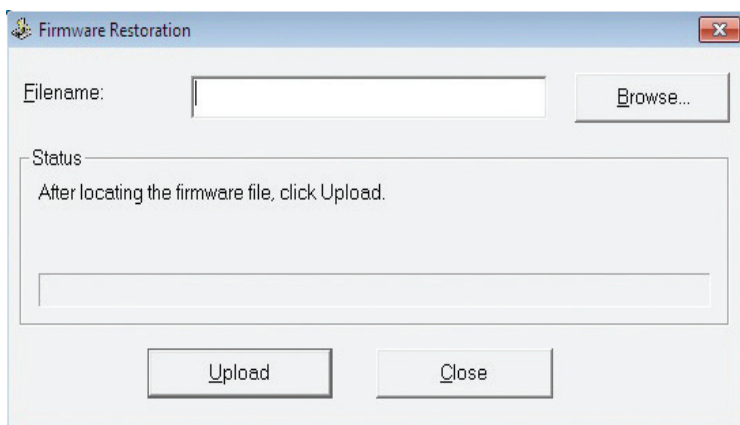 Firmware Restoration
Filename:
Browse...
Status
After locating the firmware file, click Upload.
Upload
Close